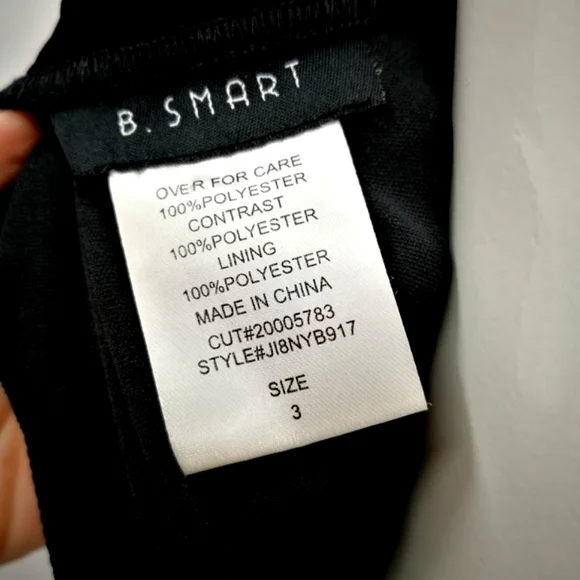 B. SMART
OVER FOR CARE
100%POLYESTER
CONTRAST
100%POLYESTER
LINING
100%POLYESTER
MADE IN CHINA
CUT#20005783
STYLE#JI8NYB917
SIZE
3